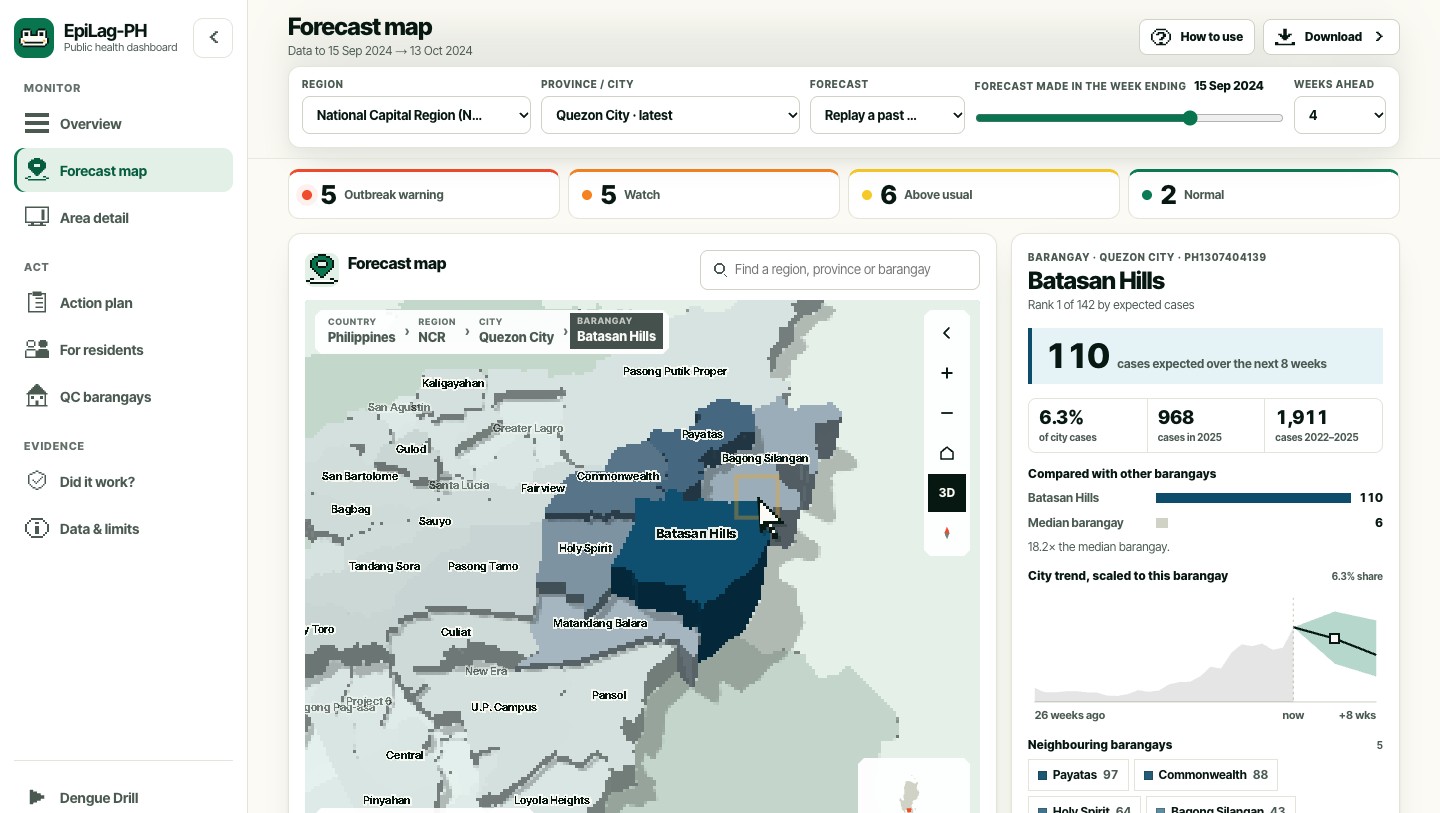 EpiLag-PH
Public health dashboard
MONITOR
Overview
Forecast map
Area detail
ACT
Action plan
For residents
QC barangays
EVIDENCE
Did it work?
Data & limits
Dengue Drill
Forecast map
Data to 15 Sep 2024 → 13 Oct 2024
How to use
Download
REGION
National Capital Region (N...
PROVINCE / CITY
Quezon City · latest
FORECAST
Replay a past ...
FORECAST MADE IN THE WEEK ENDING 15 Sep 2024
WEEKS AHEAD
4
5 Outbreak warning
5 Watch
6 Above usual
2 Normal
Forecast map
Find a region, province or barangay
COUNTRY
Philippines
REGION
NCR
CITY
Quezon City
BARANGAY
Batasan Hills
3D
Pasong Putik Proper
Kaligayahan
San Agustin
Greater Lagro
Payatas
Gulod
Bagong Silangan
San Bartolome
Commonwealth
Santa Lucia
Fairview
Bagbag
Sauyo
Batasan Hills
Holy Spirit
Tandang Sora
Pasong Tamo
Matandang Balara
y Toro
Culiat
New Era
Pansol
Project 6
gong Pag-asa
U.P. Campus
Central
Pinyahan
Loyola Heights
BARANGAY · QUEZON CITY · PH1307404139
Batasan Hills
Rank 1 of 142 by expected cases
110 cases expected over the next 8 weeks
6.3%
of city cases
968
cases in 2025
1,911
cases 2022–2025
Compared with other barangays
Batasan Hills 110
Median barangay 6
18.2× the median barangay.
City trend, scaled to this barangay 6.3% share
26 weeks ago now +8 wks
Neighbouring barangays 5
Payatas 97 Commonwealth 88
Holy Spirit 64 Bagong Silangan 43